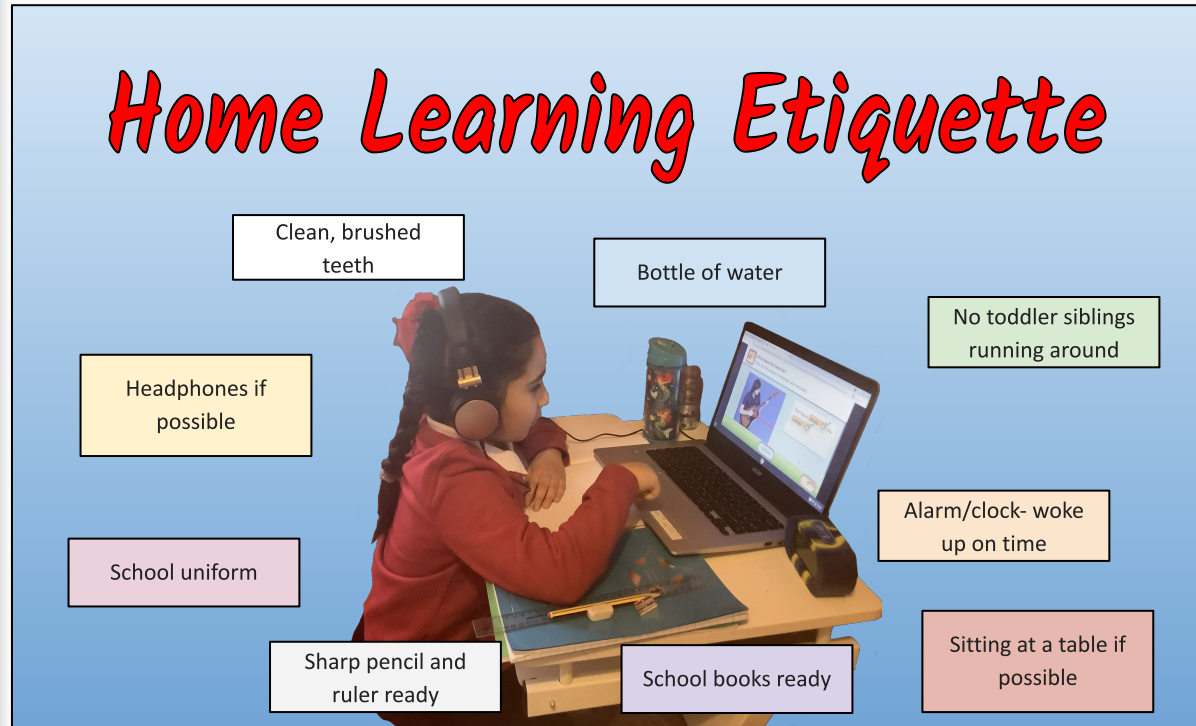 Home Learning Etiquette
Clean, brushed
teeth
Bottle of water
No toddler siblings
running around
Headphones if
possible
Alarm/clock- woke
up on time
School uniform
Sitting at a table if
possible
Sharp pencil and
ruler ready
School books ready